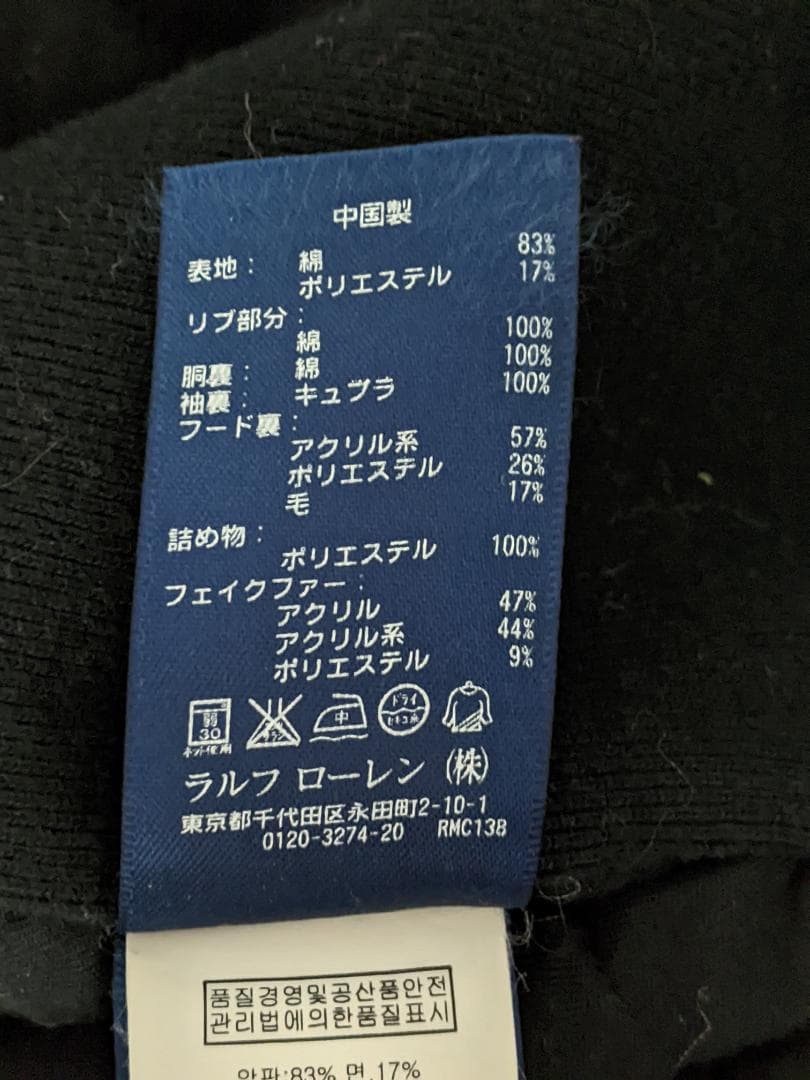 中国製
表地: 綿 83%
ポリエステル 17%
リブ部分:
綿 100%
胴裏: 綿 100%
袖裏: キュプラ 100%
フード裏:
アクリル系 57%
ポリエステル 26%
毛 17%
詰め物:
ポリエステル 100%
フェイクファー:
アクリル 47%
アクリル系 44%
ポリエステル 9%
弱 30 中 ドライ セキユ系
ネット使用
ラルフ ローレン (株)
東京都千代田区永田町2-10-1
0120-3274-20 RMC138
품질경영및공산품안전
관리법에의한품질표시
:83% 면.17%